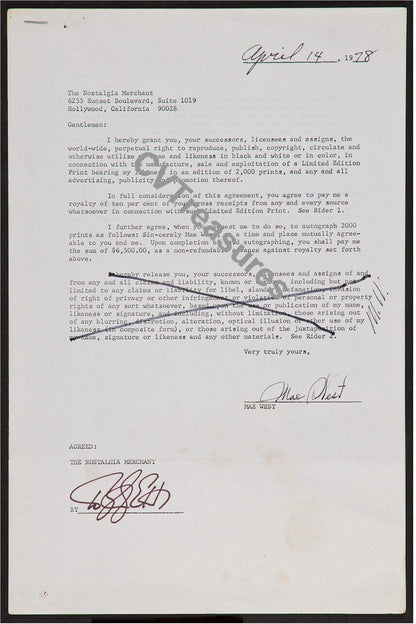 April 14, 1978
The Nostalgia Merchant
6255 Sunset Boulevard, Suite 1019
Hollywood, California 90028
Gentlemen:
I hereby grant you, your successors, licensees and assigns, the
world-wide, perpetual right to reproduce, publish, copyright, circulate and
otherwise utilize my name and likeness in black and white or in color, in
connection with the manufacture, sale and exploitation of a Limited Edition
Print bearing my likeness in an edition of 2,000 prints, and any and all
advertising, publicity and promotion thereof.
In full consideration of this agreement, you agree to pay me a
royalty of ten per cent of your gross receipts from any and every source
whatsoever in connection with the Limited Edition Print. See Rider 1.
I further agree, when you request me to do so, to autograph 2000
prints as follows: Sin-cerely Mae West at a time and place mutually agree-
able to you and me. Upon completion of said autographing, you shall pay me
the sum of $6,500.00, as a non-refundable advance against royalty set forth
above.
I hereby release you, your successors, licensees and assigns of and
from any and all claims and liability, known or unknown, including but not
limited to any claims or liability for libel, slander, defamation, invasion
of right of privacy or other infringement or violation of personal or property
rights of any sort whatsoever, based upon the use or publication of my name,
likeness or signature, and including, without limitation, those arising out
of any blurring, distortion, alteration, optical illusion or other use of my
likeness (in composite form), or those arising out of the juxtaposition of
my name, signature or likeness and any other materials. See Rider 2.
M.W.
Very truly yours,
Mae West
MAE WEST
AGREED:
THE NOSTALGIA MERCHANT
BY
CVTreasures